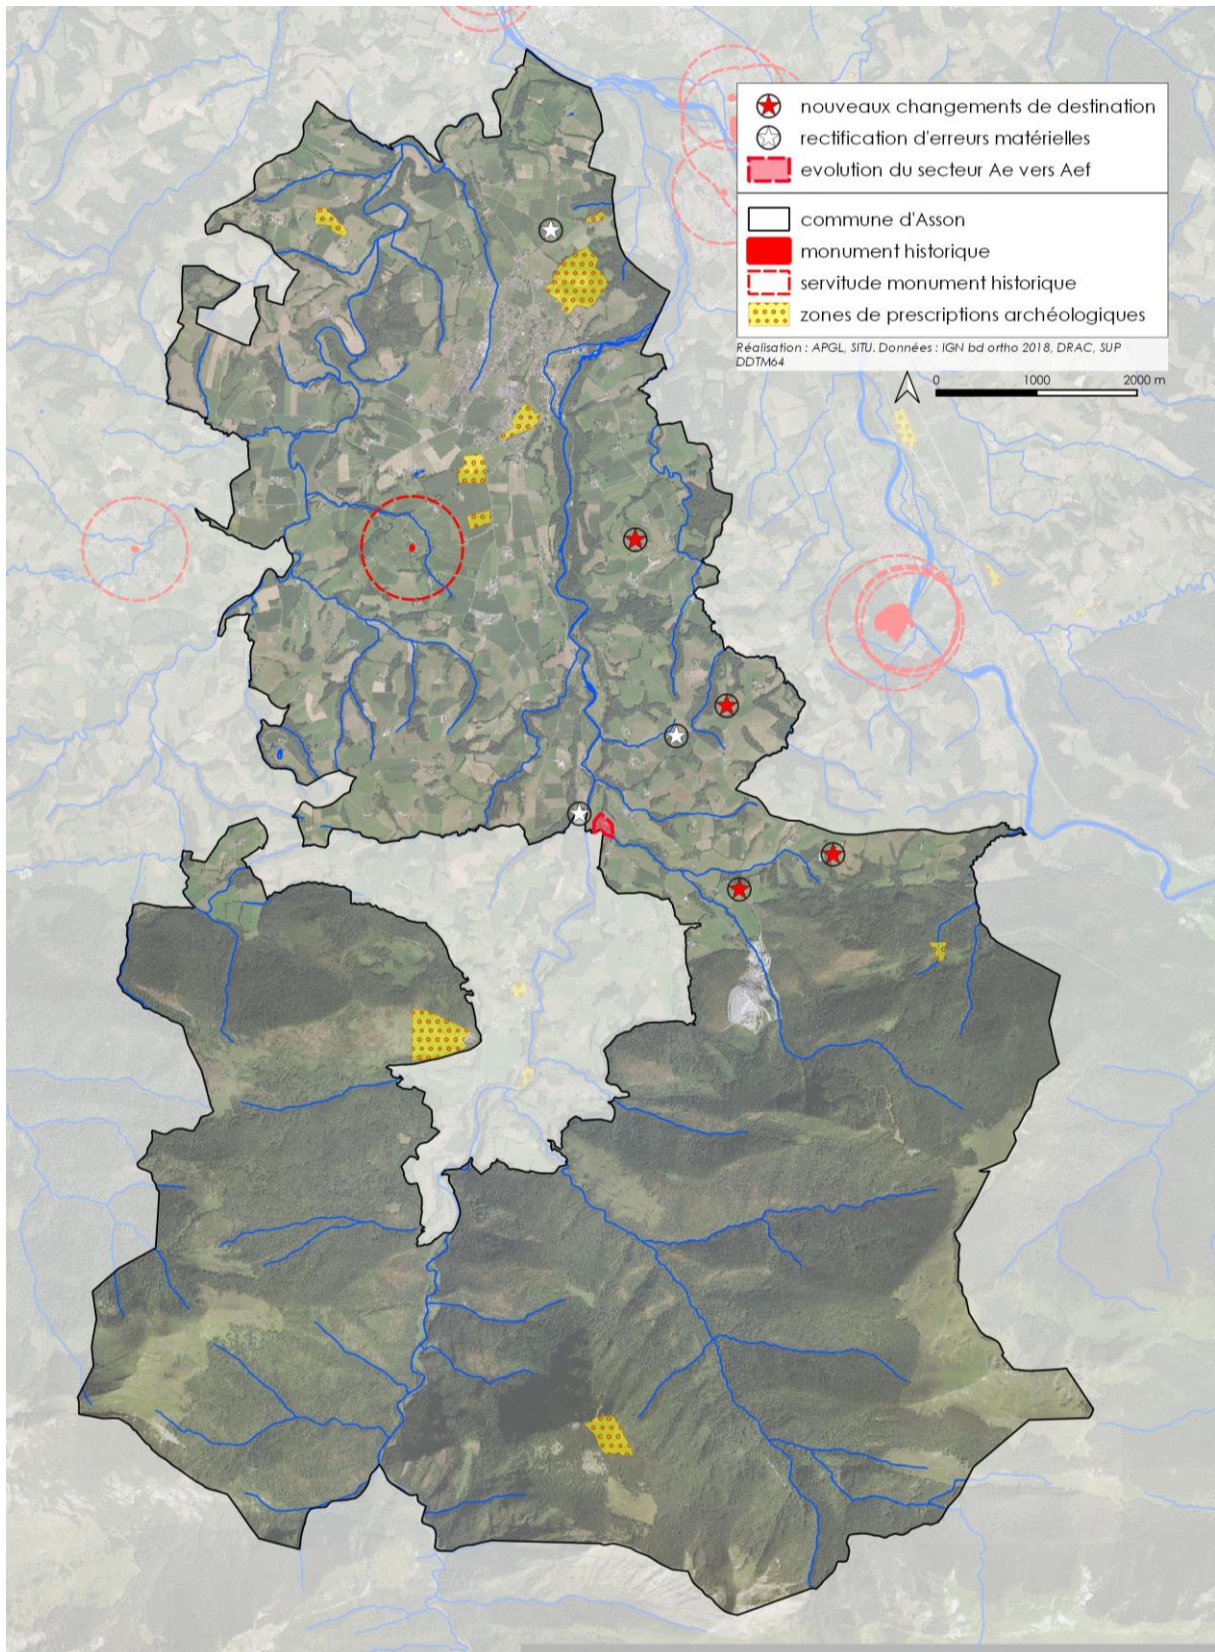 nouveaux changements de destination
rectification d'erreurs matérielles
evolution du secteur Ae vers Aef
commune d'Asson
monument historique
servitude monument historique
zones de prescriptions archéologiques
Réalisation : APGL, SITU. Données : IGN bd ortho 2018, DRAC, SUP
DDTM64
0 1000 2000 m